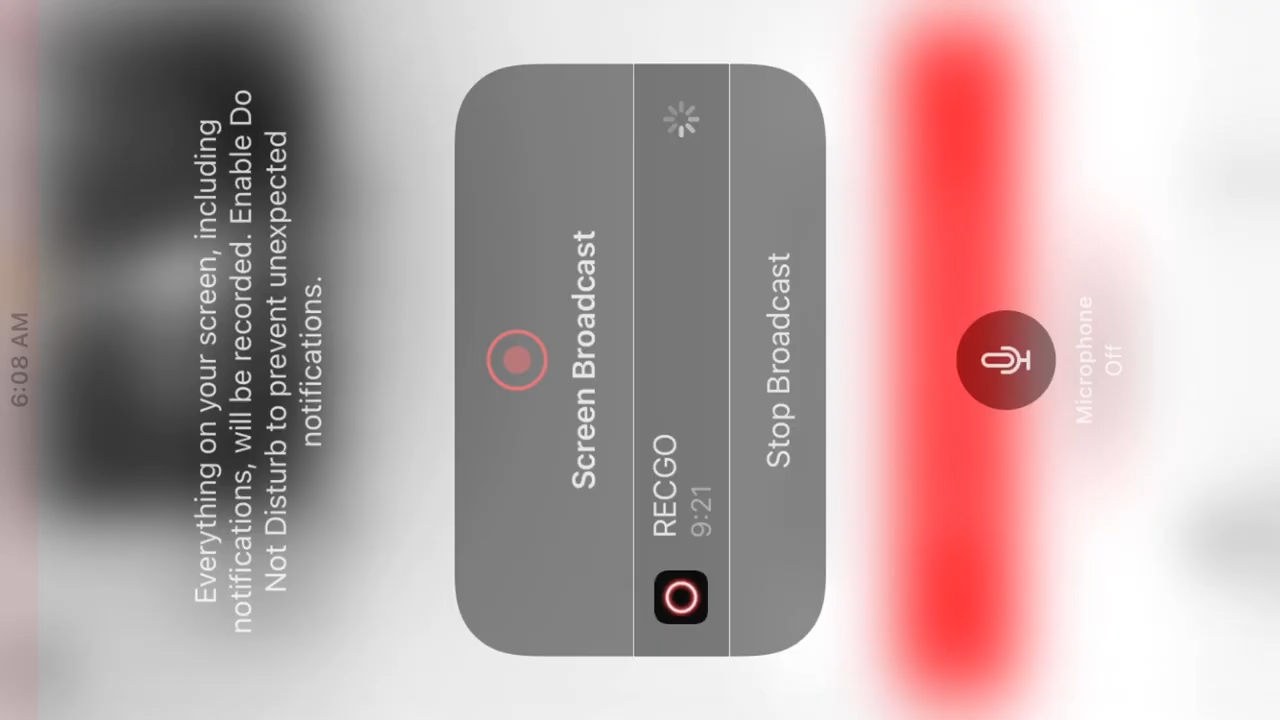 6:08 AM
Everything on your screen, including
notifications, will be recorded. Enable Do
Not Disturb to prevent unexpected
notifications.
Screen Broadcast
RECGO
9:21
Stop Broadcast
Microphone
Off